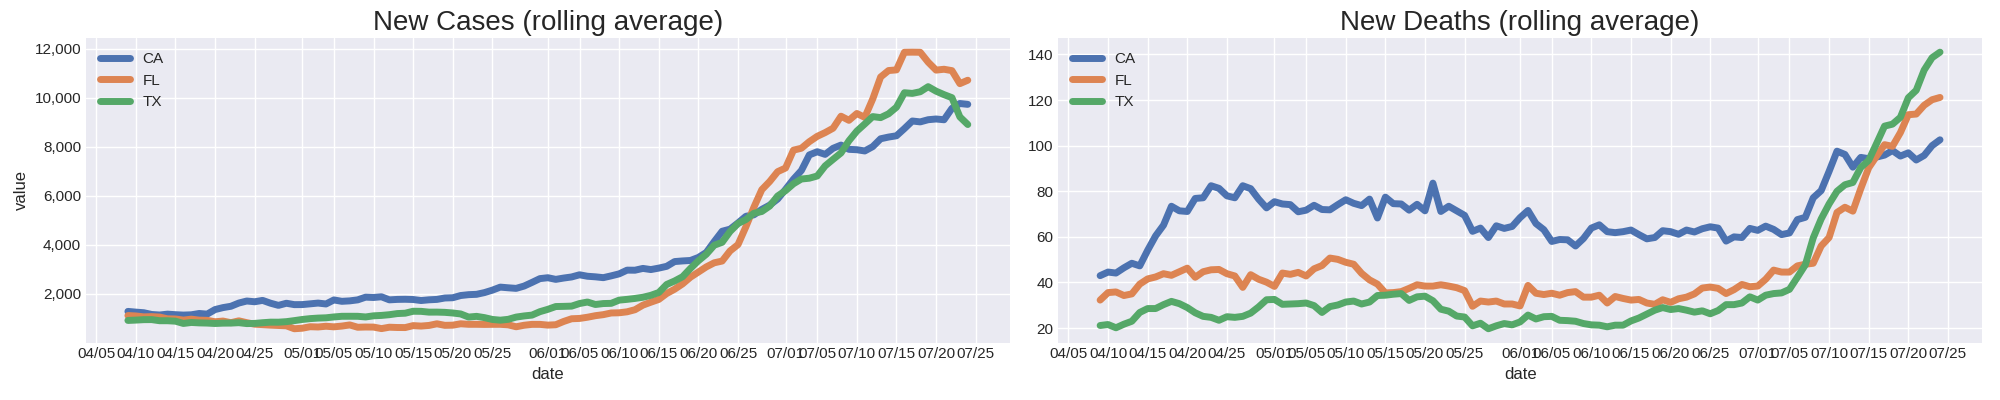 New Cases (rolling average)
12,000
10,000
8,000
6,000
4,000
2,000
value
CA
FL
TX
04/05 04/10 04/15 04/20 04/25 05/01 05/05 05/10 05/15 05/20 05/25 06/01 06/05 06/10 06/15 06/20 06/25 07/01 07/05 07/10 07/15 07/20 07/25
date
New Deaths (rolling average)
140
120
100
80
60
40
20
CA
FL
TX
04/05 04/10 04/15 04/20 04/25 05/01 05/05 05/10 05/15 05/20 05/25 06/01 06/05 06/10 06/15 06/20 06/25 07/01 07/05 07/10 07/15 07/20 07/25
date